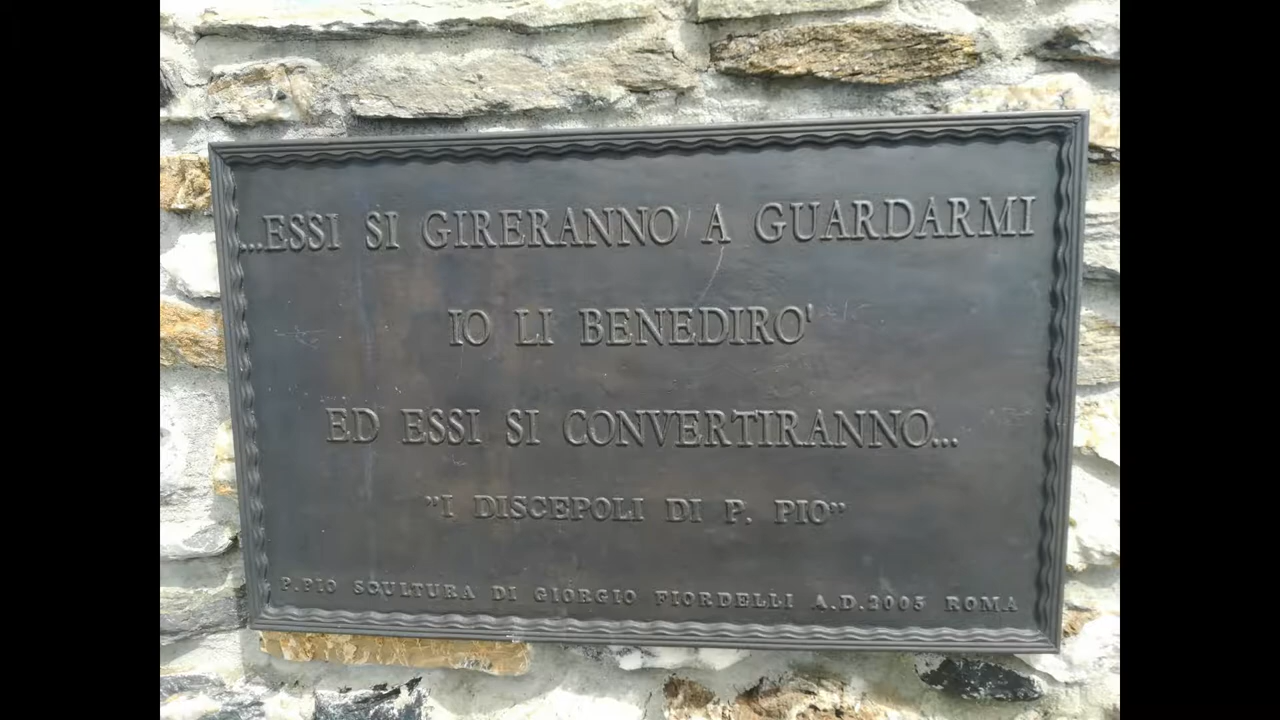 ...ESSI SI GIRERANNO A GUARDARMI
IO LI BENEDIRO'
ED ESSI SI CONVERTIRANNO...
”I DISCEPOLI DI P. PIO”
P.PIO SCULTURA DI GIORGIO FIORDELLI A.D.2005 ROMA